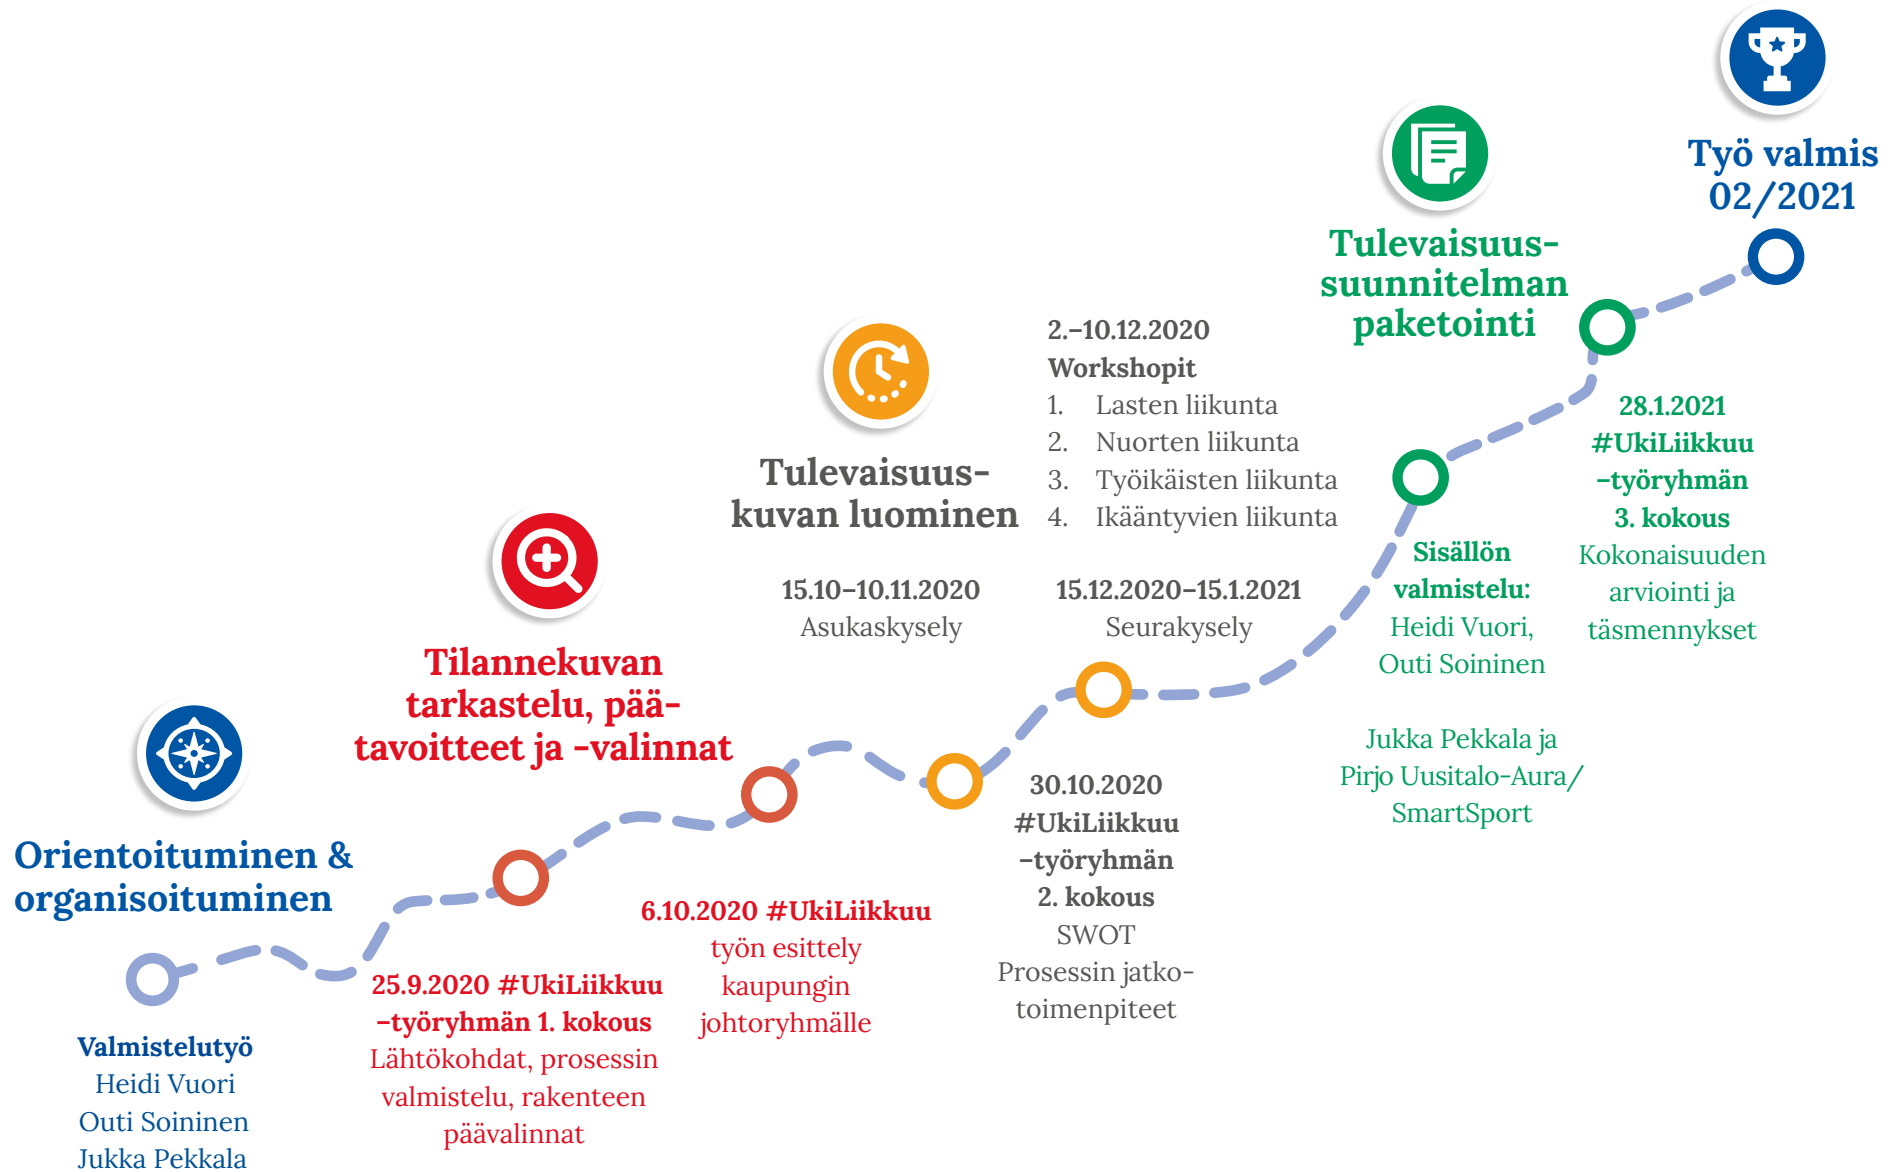 Orientoituminen &
organisoituminen
Valmistelutyö
Heidi Vuori
Outi Soininen
Jukka Pekkala
Tilannekuvan
tarkastelu, pää-
tavoitteet ja -valinnat
25.9.2020 #UkiLiikkuu
–työryhmän 1. kokous
Lähtökohdat, prosessin
valmistelu, rakenteen
päävalinnat
6.10.2020 #UkiLiikkuu
työn esittely
kaupungin
johtoryhmälle
Tulevaisuus-
kuvan luominen
15.10–10.11.2020
Asukaskysely
30.10.2020
#UkiLiikkuu
–työryhmän
2. kokous
SWOT
Prosessin jatko-
toimenpiteet
2.–10.12.2020
Workshopit
1. Lasten liikunta
2. Nuorten liikunta
3. Työikäisten liikunta
4. Ikääntyvien liikunta
15.12.2020–15.1.2021
Seurakysely
Tulevaisuus-
suunnitelman
paketointi
Sisällön
valmistelu:
Heidi Vuori,
Outi Soininen
Jukka Pekkala ja
Pirjo Uusitalo-Aura/
SmartSport
28.1.2021
#UkiLiikkuu
–työryhmän
3. kokous
Kokonaisuuden
arviointi ja
täsmennykset
Työ valmis
02/2021